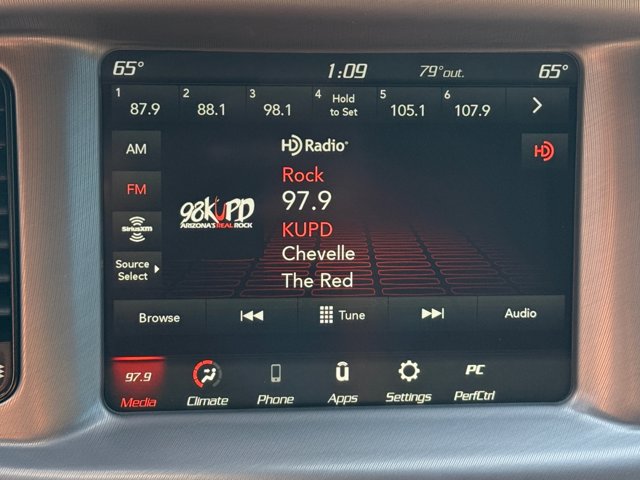 65° 1:09 79°out. 65°
1 87.9 2 88.1 3 98.1 4 Hold to Set 5 105.1 6 107.9
AM
HD Radio
HD
Rock
FM
97.9
98KUPD
ARIZONA'S REAL ROCK
KUPD
SiriusXM
Chevelle
Source Select
The Red
Browse Tune Audio
97.9 PC
Media Climate Phone Apps Settings PerfCtrl